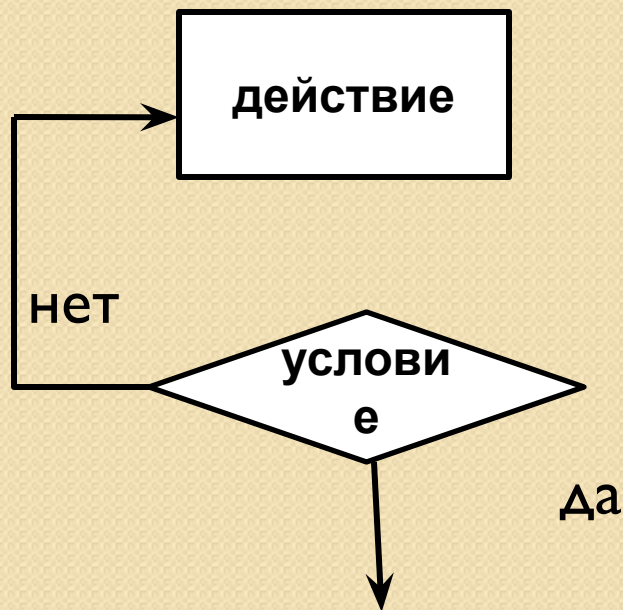 действие
нет
услови
е
да